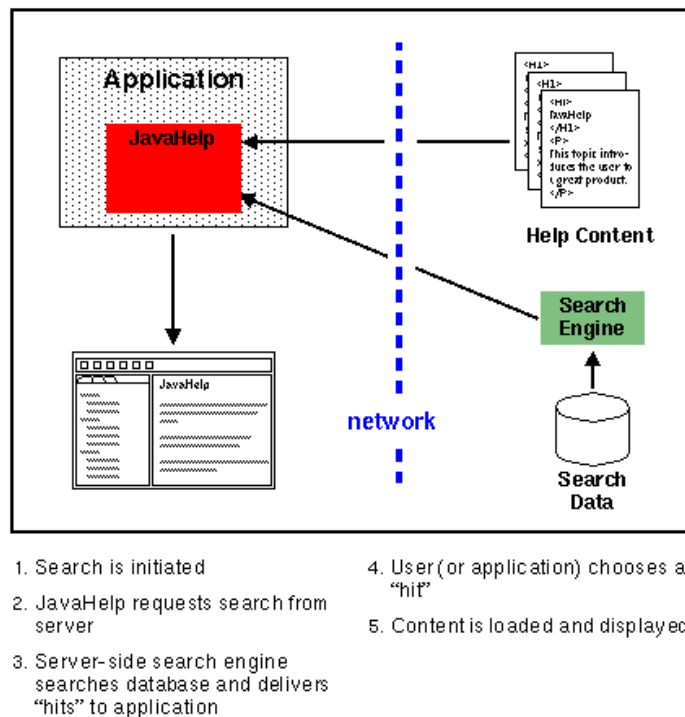 Application
JavaHelp
<H1>
<H1>
<H1>
JavaHelp
</H1>
<P>
This topic intro-
duces the user to
a great product.
</P>
Help Content
Search
Engine
network
JavaHelp
Search
Data
1. Search is initiated
2. JavaHelp requests search from
server
3. Server-side search engine
searches database and delivers
“hits” to application
4. User (or application) chooses a
“hit”
5. Content is loaded and displayed